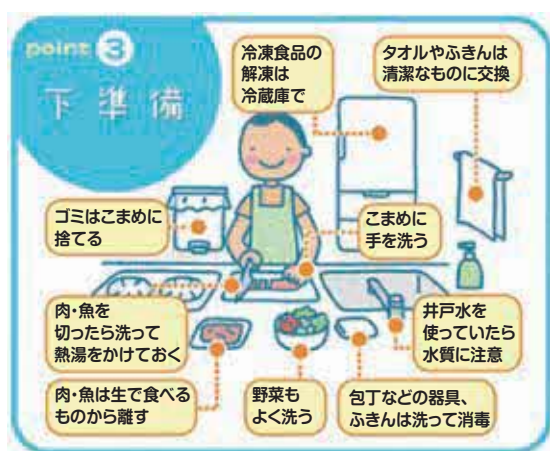 point 3
下準備
冷凍食品の
解凍は
冷蔵庫で
タオルやふきんは
清潔なものに交換
ゴミはこまめに
捨てる
こまめに
手を洗う
肉・魚を
切ったら洗って
熱湯をかけておく
井戸水を
使っていたら
水質に注意
肉・魚は生で食べる
ものから離す
野菜も
よく洗う
包丁などの器具、
ふきんは洗って消毒